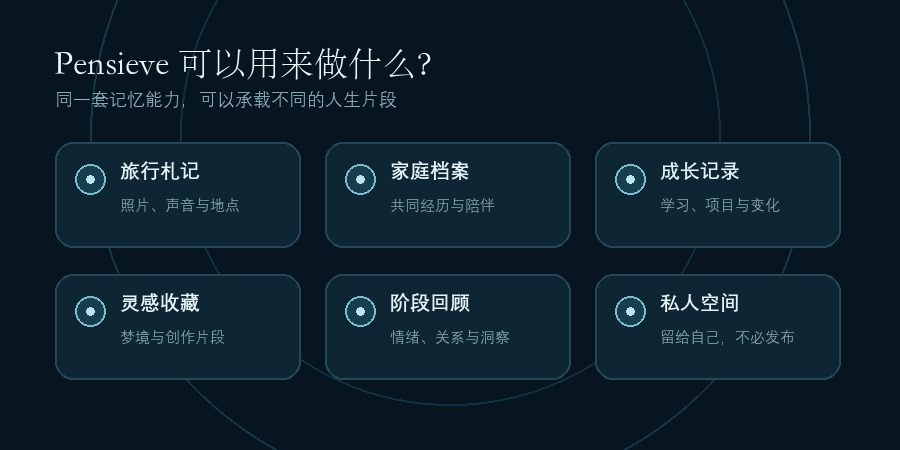 Pensieve 可以用来做什么?
同一套记忆能力，可以承载不同的人生片段
旅行札记
照片、声音与地点
家庭档案
共同经历与陪伴
成长记录
学习、项目与变化
灵感收藏
梦境与创作片段
阶段回顾
情绪、关系与洞察
私人空间
留给自己，不必发布